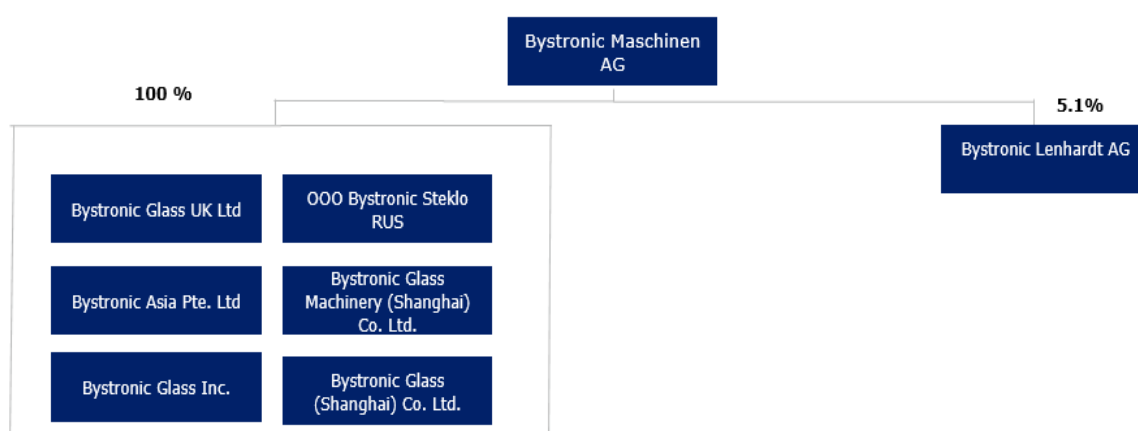 Bystronic Maschinen
AG
100 %
5.1%
Bystronic Lenhardt AG
Bystronic Glass UK Ltd
OOO Bystronic Steklo
RUS
Bystronic Asia Pte. Ltd
Bystronic Glass
Machinery (Shanghai)
Co. Ltd.
Bystronic Glass Inc.
Bystronic Glass
(Shanghai) Co. Ltd.